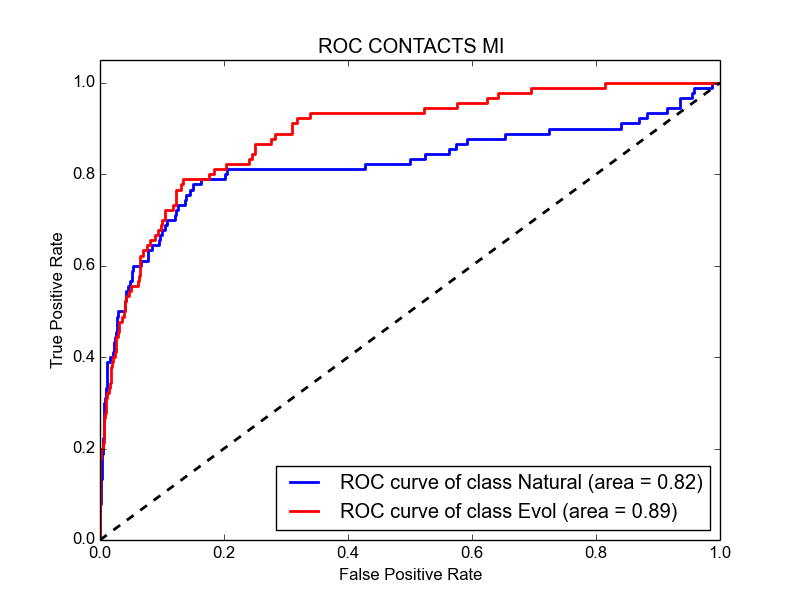 ROC CONTACTS MI
1.0
0.8
0.6
0.4
0.2
0.0
True Positive Rate
ROC curve of class Natural (area = 0.82)
ROC curve of class Evol (area = 0.89)
0.0 0.2 0.4 0.6 0.8 1.0
False Positive Rate